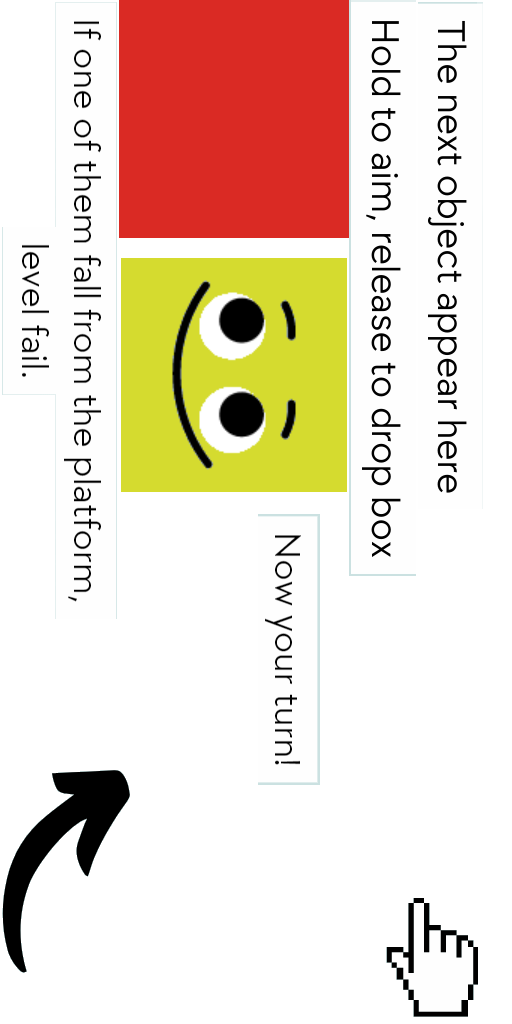 The next object appear here
Hold to aim, release to drop box
Now your turn!
If one of them fall from the platform,
level fail.